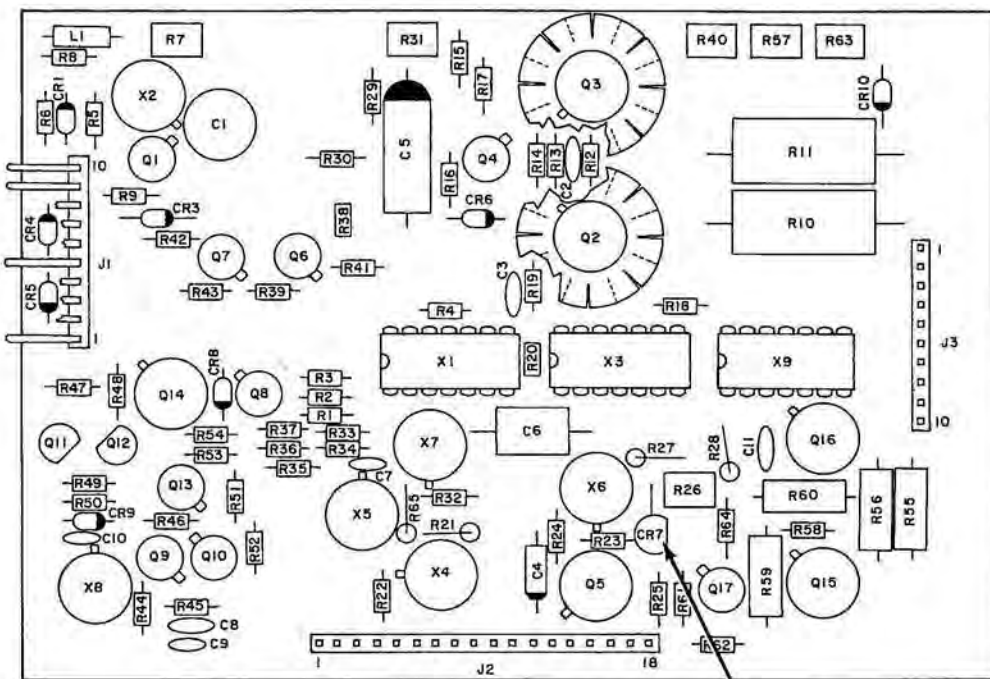 L1 R7 R31 R15 Q3 R40 R57 R63
R8 R17
CR1 X2 R29 CR10
R6 R5 C1 C5
10 Q1 R30 R16 Q4 R14 R13 C2 R12 R11
R9 CR3 R38 CR6 R10
CR4 R42 Q7 Q6 Q2
J1 R41 C3 R19 1
CR5 R43 R39 R4 R18
1 X1 R20 X3 X9 J3
R47 R48 Q14 CR8 Q8 R3
R2
R1 C6 10
Q11 Q12 R54 R37 R33 X7 R27 R28 C11 Q16
R53 R36 R34
R35 C7
R49 Q13 R51 R32 X6 R26 R60 R56 R55
R50
CR9 R46 X5 R65 R21 R24 R23 CR7 R64 R58
C10 Q9 Q10 R52
X8 R22 X4 C4 Q5 R25 R61 Q17 R59 Q15
R44 R45
C8
C9 R62
1 J2 18